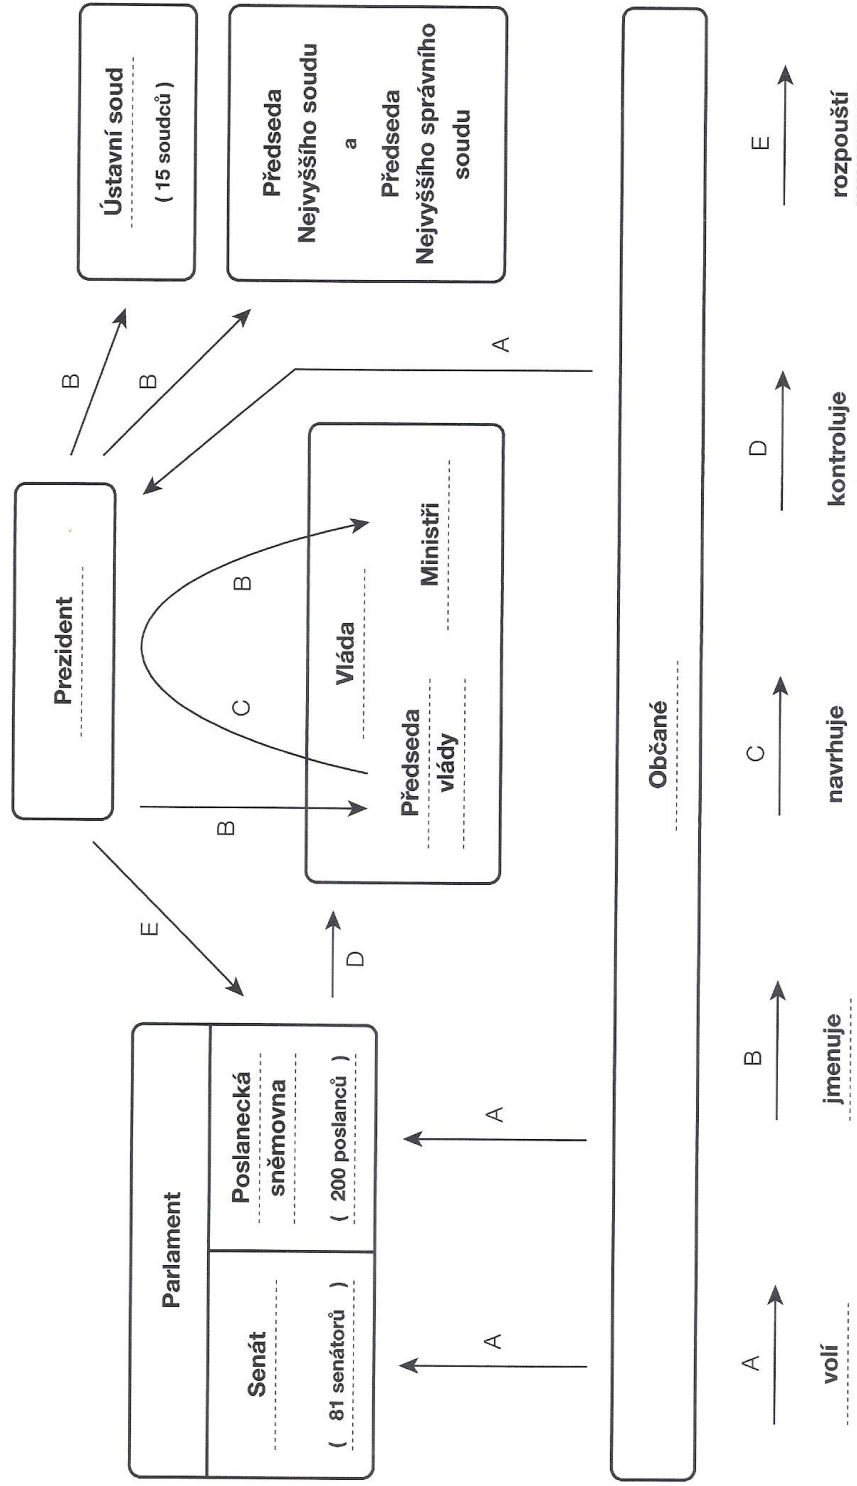 Prezident
B
B
Ústavní soud
( 15 soudců )
Předseda
Nejvyššího soudu
a
Předseda
Nejvyššího správního
soudu
E
B
C
B
A
Parlament
Senát
( 81 senátorů )
Poslanecká
sněmovna
( 200 poslanců )
D
Vláda
Předseda
vlády
Ministři
A
A
Občané
A
B
C
D
E
volí
jmenuje
navrhuje
kontroluje
rozpouští